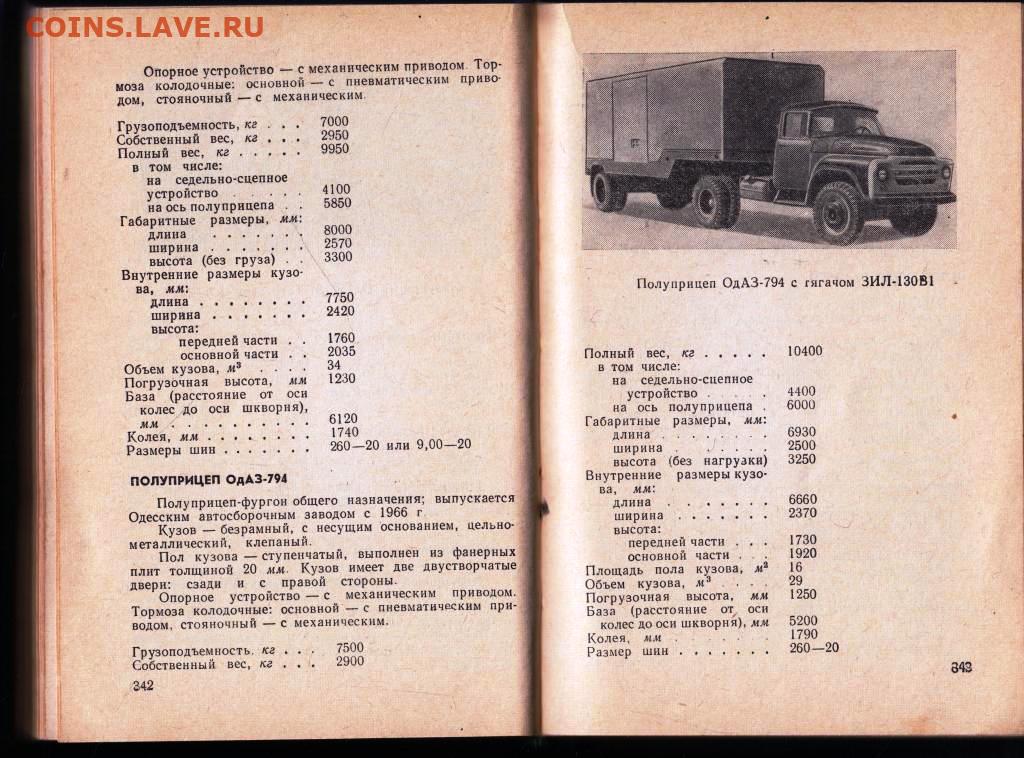 COINS.LAVE.RU
Опорное устройство — с механическим приводом. Тор-
моза колодочные: основной — с пневматическим приво-
дом, стояночный — с механическим.
Грузоподъемность, кг . . . 7000
Собственный вес, кг . . . 2950
Полный вес, кг . . . . . 9950
в том числе:
на седельно-сцепное
устройство . . . . . 4100
на ось полуприцепа . . 5850
Габаритные размеры, мм:
длина . . . . . . . . 8000
ширина . . . . . . . 2570
высота (без груза) . . 3300
Внутренние размеры кузо-
ва, мм:
длина . . . . . . . . 7750
ширина . . . . . . . 2420
высота:
передней части . . 1760
основной части . . 2035
Объем кузова, м³ . . . . 34
Погрузочная высота, мм 1230
База (расстояние от оси
колес до оси шкворня),
мм . . . . . . . . . . 6120
Колея, мм . . . . . . . . 1740
Размеры шин . . . . . . . 260—20 или 9,00—20
ПОЛУПРИЦЕП ОдАЗ-794
Полуприцеп-фургон общего назначения; выпускается
Одесским автосборочным заводом с 1966 г.
Кузов — безрамный, с несущим основанием, цельно-
металлический, клепаный.
Пол кузова — ступенчатый, выполнен из фанерных
плит толщиной 20 мм. Кузов имеет две двустворчатые
двери: сзади и с правой стороны.
Опорное устройство — с механическим приводом.
Тормоза колодочные: основной — с пневматическим при-
водом, стояночный — с механическим.
Грузоподъемность, кг . . . 7500
Собственный вес, кг . . . 2900
342
Полуприцеп ОдАЗ-794 с тягачом ЗИЛ-130В1
Полный вес, кг . . . . . 10400
в том числе:
на седельно-сцепное
устройство . . . . . 4400
на ось полуприцепа . 6000
Габаритные размеры, мм:
длина . . . . . . . . 6930
ширина . . . . . . . 2500
высота (без нагрузки) 3250
Внутренние размеры кузо-
ва, мм:
длина . . . . . . . . 6660
ширина . . . . . . . 2370
высота:
передней части . . . 1730
основной части . . . 1920
Площадь пола кузова, м² 16
Объем кузова, м³ . . . . 29
Погрузочная высота, мм 1250
База (расстояние от оси
колес до оси шкворня), мм 5200
Колея, мм . . . . . . . 1790
Размер шин . . . . . . . 260—20
343